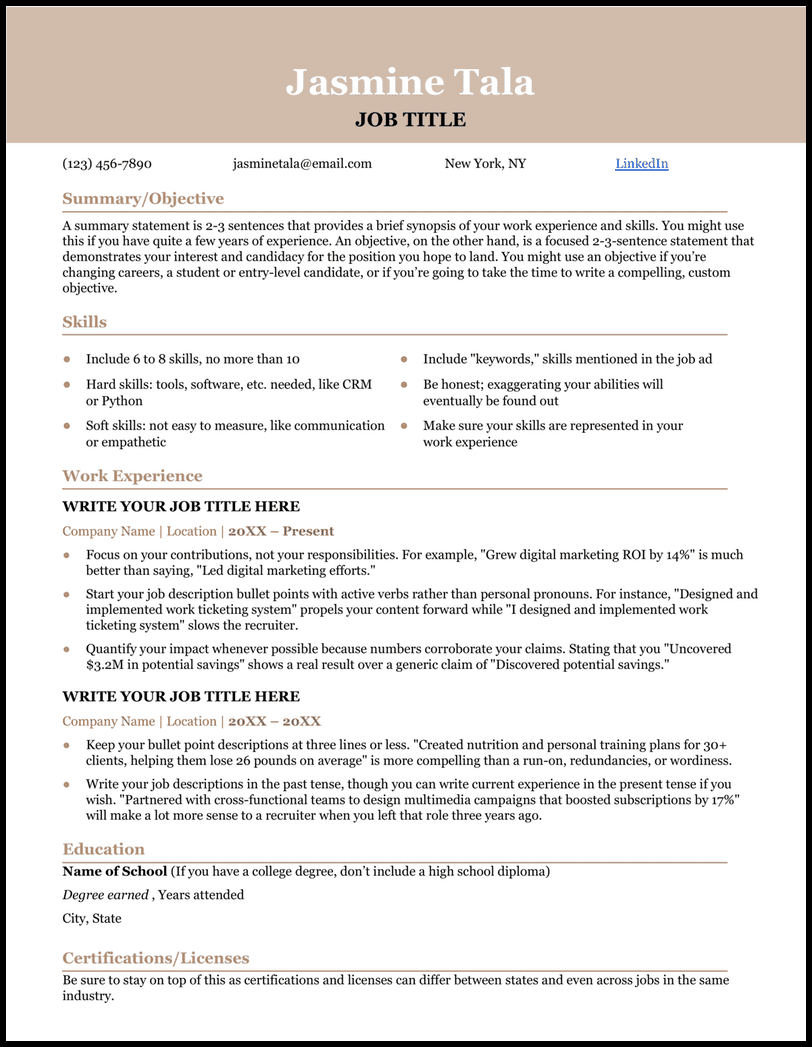 Jasmine Tala
JOB TITLE
(123) 456-7890 jasminetala@email.com New York, NY LinkedIn
Summary/Objective
A summary statement is 2-3 sentences that provides a brief synopsis of your work experience and skills. You might use
this if you have quite a few years of experience. An objective, on the other hand, is a focused 2-3-sentence statement that
demonstrates your interest and candidacy for the position you hope to land. You might use an objective if you’re
changing careers, a student or entry-level candidate, or if you’re going to take the time to write a compelling, custom
objective.
Skills
● Include 6 to 8 skills, no more than 10
● Hard skills: tools, software, etc. needed, like CRM
or Python
● Soft skills: not easy to measure, like communication
or empathetic
● Include "keywords," skills mentioned in the job ad
● Be honest; exaggerating your abilities will
eventually be found out
● Make sure your skills are represented in your
work experience
Work Experience
WRITE YOUR JOB TITLE HERE
Company Name | Location | 20XX – Present
● Focus on your contributions, not your responsibilities. For example, "Grew digital marketing ROI by 14%" is much
better than saying, "Led digital marketing efforts."
● Start your job description bullet points with active verbs rather than personal pronouns. For instance, "Designed and
implemented work ticketing system" propels your content forward while "I designed and implemented work
ticketing system" slows the recruiter.
● Quantify your impact whenever possible because numbers corroborate your claims. Stating that you "Uncovered
$3.2M in potential savings" shows a real result over a generic claim of "Discovered potential savings."
WRITE YOUR JOB TITLE HERE
Company Name | Location | 20XX – 20XX
● Keep your bullet point descriptions at three lines or less. "Created nutrition and personal training plans for 30+
clients, helping them lose 26 pounds on average" is more compelling than a run-on, redundancies, or wordiness.
● Write your job descriptions in the past tense, though you can write current experience in the present tense if you
wish. "Partnered with cross-functional teams to design multimedia campaigns that boosted subscriptions by 17%"
will make a lot more sense to a recruiter when you left that role three years ago.
Education
Name of School (If you have a college degree, don’t include a high school diploma)
Degree earned , Years attended
City, State
Certifications/Licenses
Be sure to stay on top of this as certifications and licenses can differ between states and even across jobs in the same
industry.